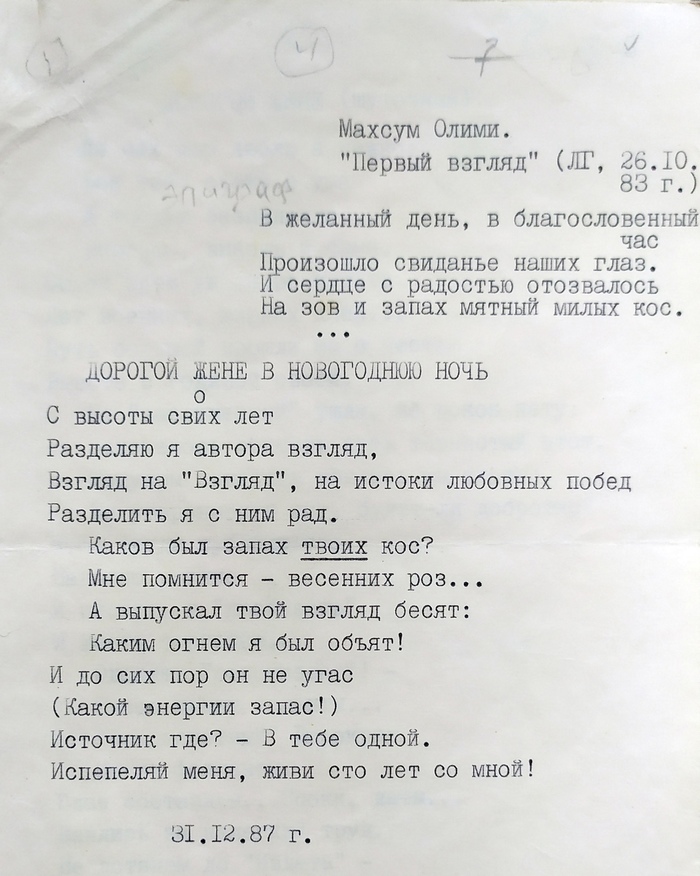 4 7
Махсум Олими.
"Первый взгляд" (ЛГ, 26.10.
83 г.)
эпиграф
В желанный день, в благословенный
час
Произошло свиданье наших глаз.
И сердце с радостью отозвалось
На зов и запах мятный милых кос.
...
ДОРОГОЙ ЖЕНЕ В НОВОГОДНЮЮ НОЧЬ
о
С высоты свих лет
Разделяю я автора взгляд,
Взгляд на "Взгляд", на истоки любовных побед
Разделить я с ним рад.
Каков был запах твоих кос?
Мне помнится - весенних роз...
А выпускал твой взгляд бесят:
Каким огнем я был объят!
И до сих пор он не угас
(Какой энергии запас!)
Источник где? - В тебе одной.
Испепеляй меня, живи сто лет со мной!
31.12.87 г.